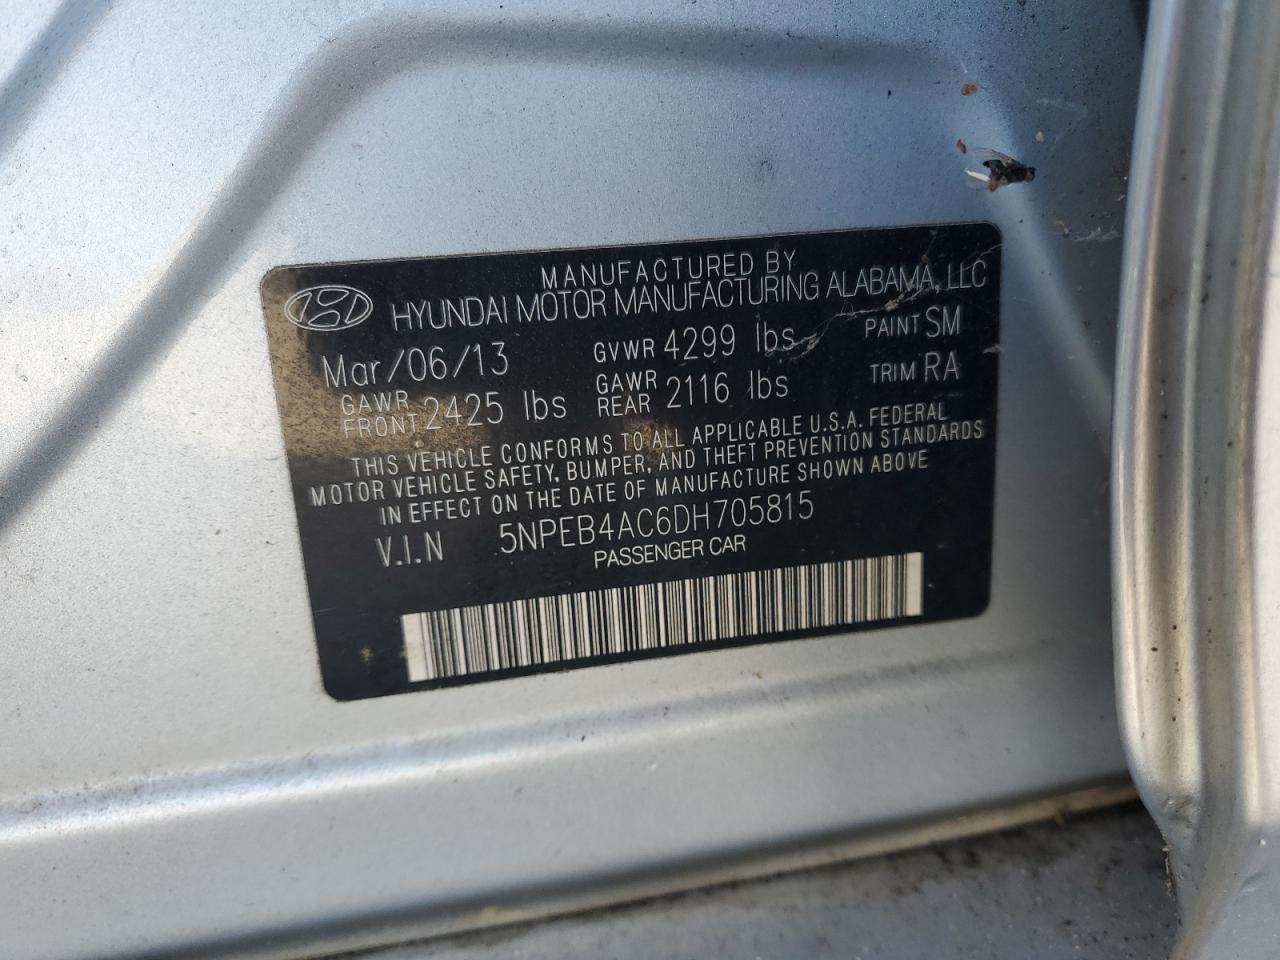 MANUFACTURED BY
HYUNDAI MOTOR MANUFACTURING ALABAMA, LLC
Mar/06/13 GVWR 4299 lbs PAINT SM
GAWR FRONT 2425 lbs GAWR REAR 2116 lbs TRIM RA
THIS VEHICLE CONFORMS TO ALL APPLICABLE U.S.A. FEDERAL
MOTOR VEHICLE SAFETY, BUMPER, AND THEFT PREVENTION STANDARDS
IN EFFECT ON THE DATE OF MANUFACTURE SHOWN ABOVE
V.I.N 5NPEB4AC6DH705815
PASSENGER CAR